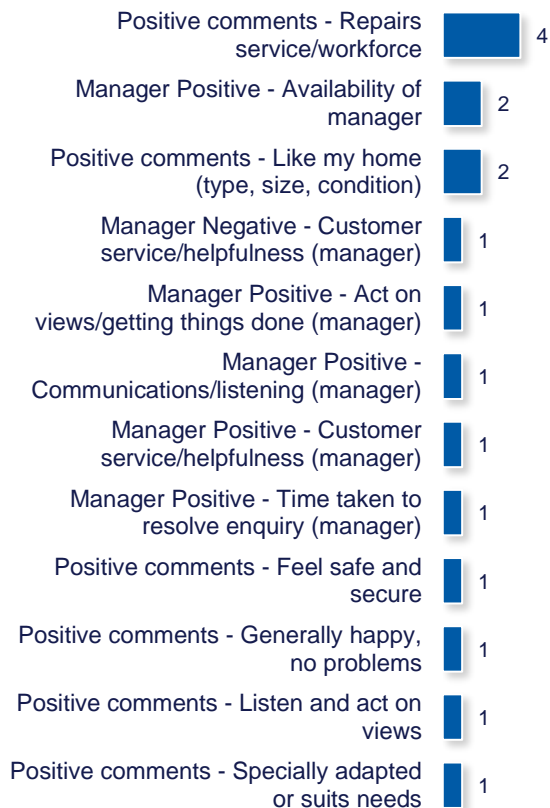 Positive comments - Repairs
service/workforce
4
Manager Positive - Availability of
manager
2
Positive comments - Like my home
(type, size, condition)
2
Manager Negative - Customer
service/helpfulness (manager)
1
Manager Positive - Act on
views/getting things done (manager)
1
Manager Positive -
Communications/listening (manager)
1
Manager Positive - Customer
service/helpfulness (manager)
1
Manager Positive - Time taken to
resolve enquiry (manager)
1
Positive comments - Feel safe and
secure
1
Positive comments - Generally happy,
no problems
1
Positive comments - Listen and act on
views
1
Positive comments - Specially adapted
or suits needs
1